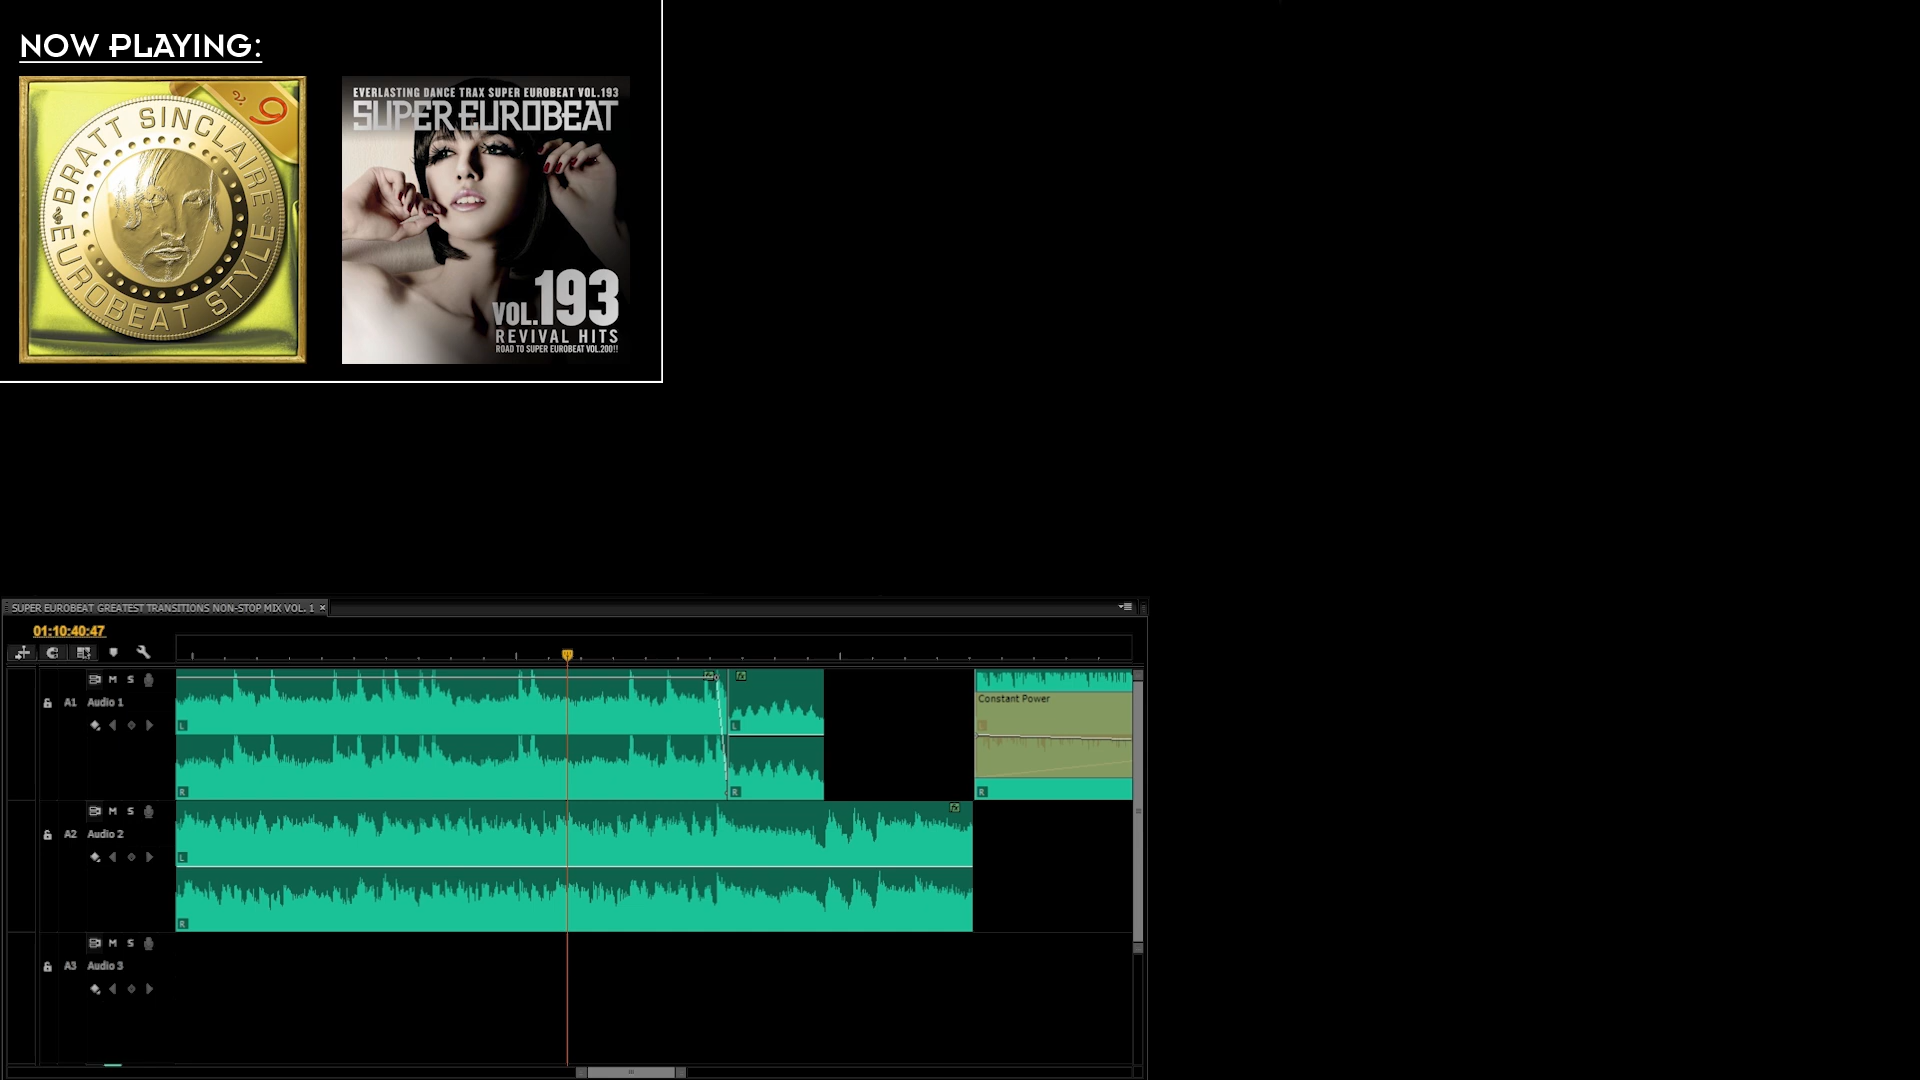 NOW PLAYING:
BRATT SINCLAIRE
EUROBEAT STYLE
v. 9
EVERLASTING DANCE TRAX SUPER EUROBEAT VOL.193
SUPER EUROBEAT
VOL.193
REVIVAL HITS
ROAD TO SUPER EUROBEAT VOL.200!!
SUPER EUROBEAT GREATEST TRANSITIONS NON-STOP MIX VOL. 1 ×
01:10:40:47
M S
A1 Audio 1
L
L
Constant Power
L
R
R
R
M S
A2 Audio 2
L
R
M S
A3 Audio 3